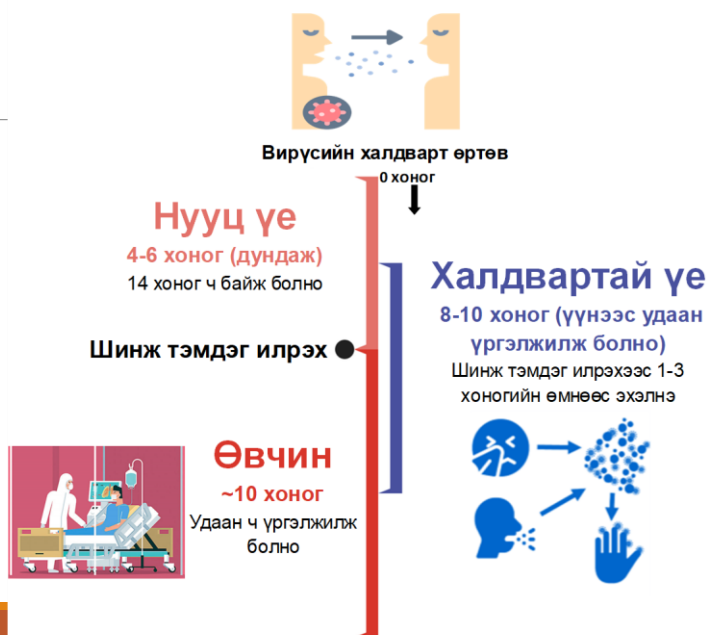 Вирүсийн халдварт өртөв
0 хоног
Нууц үе
4-6 хоног (дундаж)
14 хоног ч байж болно
Халдвартай үе
8-10 хоног (үүнээс удаан
үргэлжилж болно)
Шинж тэмдэг илрэхээс 1-3
хоногийн өмнөөс эхэлнэ
Шинж тэмдэг илрэх
Өвчин
~10 хоног
Удаан ч үргэлжилж
болно